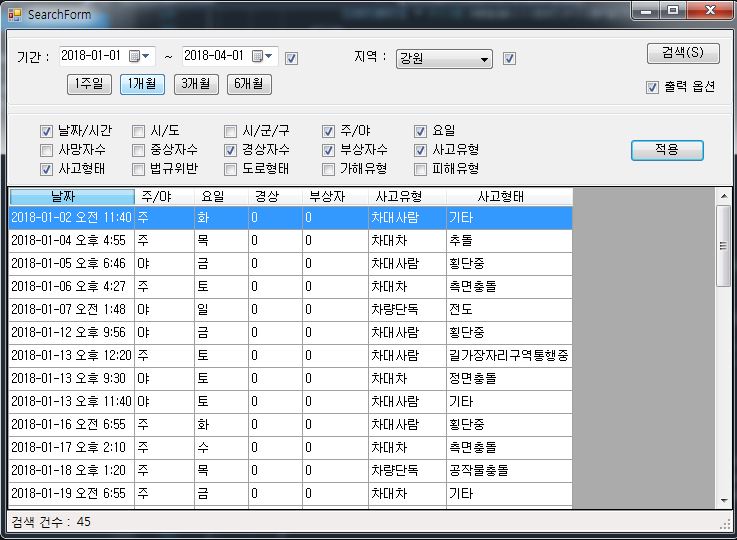 SearchForm
기간 : 2018-01-01 ~ 2018-04-01 지역 : 강원 검색(S)
1주일 1개월 3개월 6개월 출력 옵션
날짜/시간 시/도 시/군/구 주/야 요일
사망자수 중상자수 경상자수 부상자수 사고유형 적용
사고형태 법규위반 도로형태 가해유형 피해유형
날짜 주/야 요일 경상 부상자 사고유형 사고형태
2018-01-02 오전 11:40 주 화 0 0 차대사람 기타
2018-01-04 오후 4:55 주 목 0 0 차대차 추돌
2018-01-05 오후 6:46 야 금 0 0 차대사람 횡단중
2018-01-06 오후 4:27 주 토 0 0 차대차 측면충돌
2018-01-07 오전 1:48 야 일 0 0 차량단독 전도
2018-01-12 오후 9:56 야 금 0 0 차대사람 횡단중
2018-01-13 오후 12:20 주 토 0 0 차대사람 길가장자리구역통행중
2018-01-13 오후 9:30 야 토 0 0 차대차 정면충돌
2018-01-13 오후 11:40 야 토 0 0 차대사람 기타
2018-01-16 오전 6:55 주 화 0 0 차대사람 횡단중
2018-01-17 오후 2:10 주 수 0 0 차대차 측면충돌
2018-01-18 오후 1:20 주 목 0 0 차량단독 공작물충돌
2018-01-19 오전 6:55 주 금 0 0 차대차 기타
검색 건수 : 45